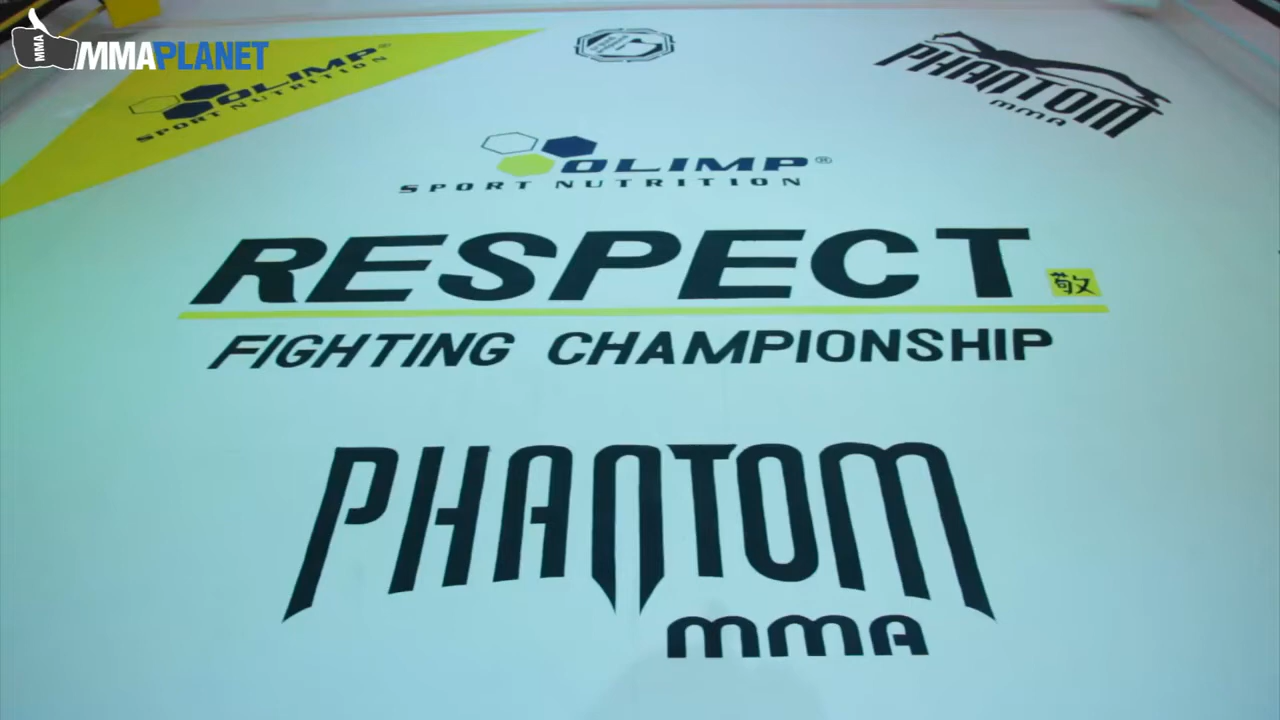 MMA
MMAPLANET
OLIMP®
SPORT NUTRITION
PHANTOM
MMA
OLIMP®
SPORT NUTRITION
RESPECT 敬
FIGHTING CHAMPIONSHIP
PHANTOM
MMA